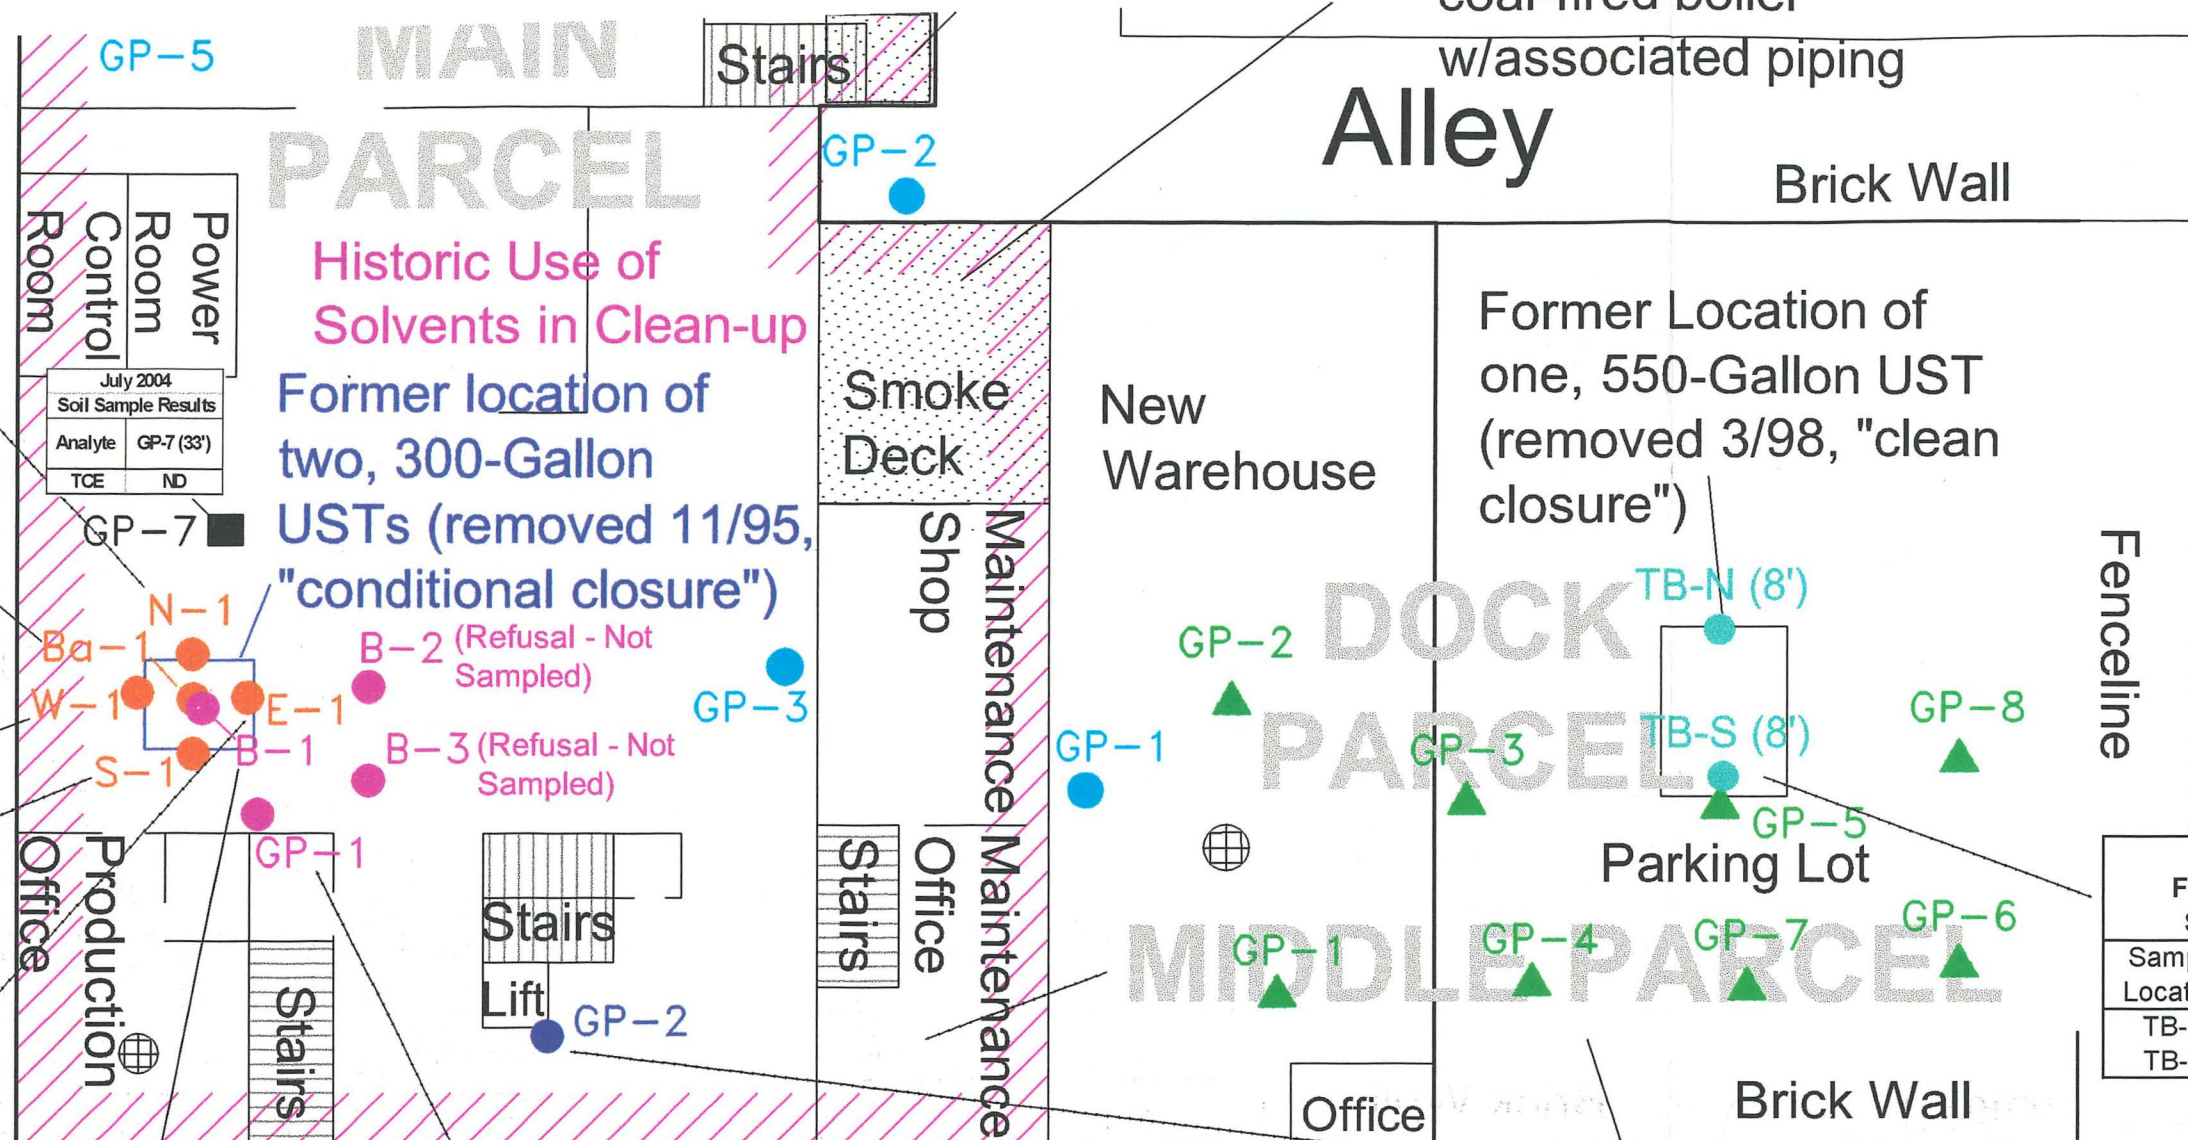 coal-fired boiler
w/associated piping
GP-5
MAIN
PARCEL
Stairs
GP-2
Alley
Brick Wall
Control
Room
Power
Room
Historic Use of
Solvents in Clean-up
July 2004
Soil Sample Results
Analyte GP-7 (33')
TCE ND
GP-7
Former location of
two, 300-Gallon
USTs (removed 11/95,
"conditional closure")
Smoke
Deck
New
Warehouse
Former Location of
one, 550-Gallon UST
(removed 3/98, "clean
closure")
Maintenance
Shop
Fenceline
N-1
Ba-1
W-1
E-1
S-1
B-1
B-2 (Refusal - Not
Sampled)
B-3 (Refusal - Not
Sampled)
GP-1
GP-3
GP-1
DOCK
PARCEL
TB-N (8')
TB-S (8')
GP-2
GP-3
GP-8
GP-5
Parking Lot
MIDDLE PARCEL
GP-1
GP-4
GP-7
GP-6
Production
Office
Stairs
Stairs
Lift
GP-2
Stairs
Maintenance
Office
Maintenance
Office
Brick Wall
TB-
TB-